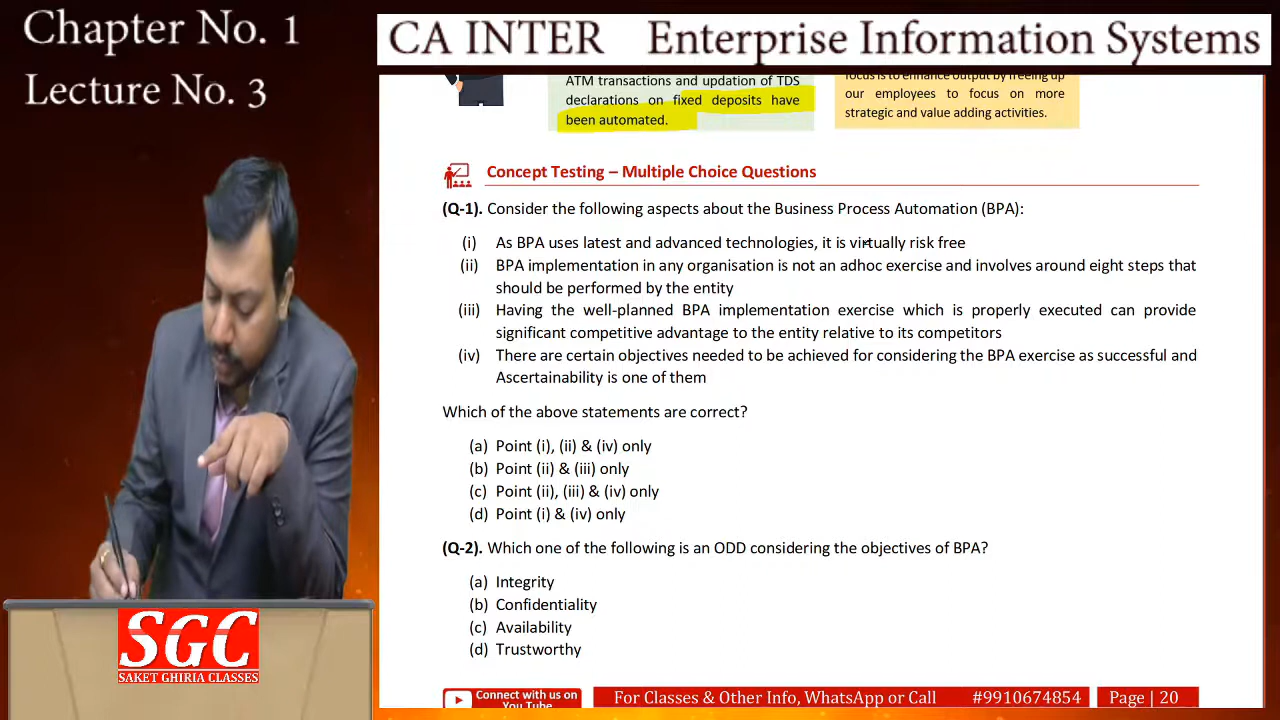 Chapter No. 1
Lecture No. 3
CA INTER Enterprise Information Systems
ATM transactions and updation of TDS
declarations on fixed deposits have
been automated.
focus is to enhance output by freeing up
our employees to focus on more
strategic and value adding activities.
Concept Testing – Multiple Choice Questions
(Q-1). Consider the following aspects about the Business Process Automation (BPA):
(i) As BPA uses latest and advanced technologies, it is virtually risk free
(ii) BPA implementation in any organisation is not an adhoc exercise and involves around eight steps that
should be performed by the entity
(iii) Having the well-planned BPA implementation exercise which is properly executed can provide
significant competitive advantage to the entity relative to its competitors
(iv) There are certain objectives needed to be achieved for considering the BPA exercise as successful and
Ascertainability is one of them
Which of the above statements are correct?
(a) Point (i), (ii) & (iv) only
(b) Point (ii) & (iii) only
(c) Point (ii), (iii) & (iv) only
(d) Point (i) & (iv) only
(Q-2). Which one of the following is an ODD considering the objectives of BPA?
(a) Integrity
(b) Confidentiality
(c) Availability
(d) Trustworthy
SGC
SAKET GHIRIA CLASSES
Connect with us on
You Tube
For Classes & Other Info, WhatsApp or Call #9910674854
Page | 20